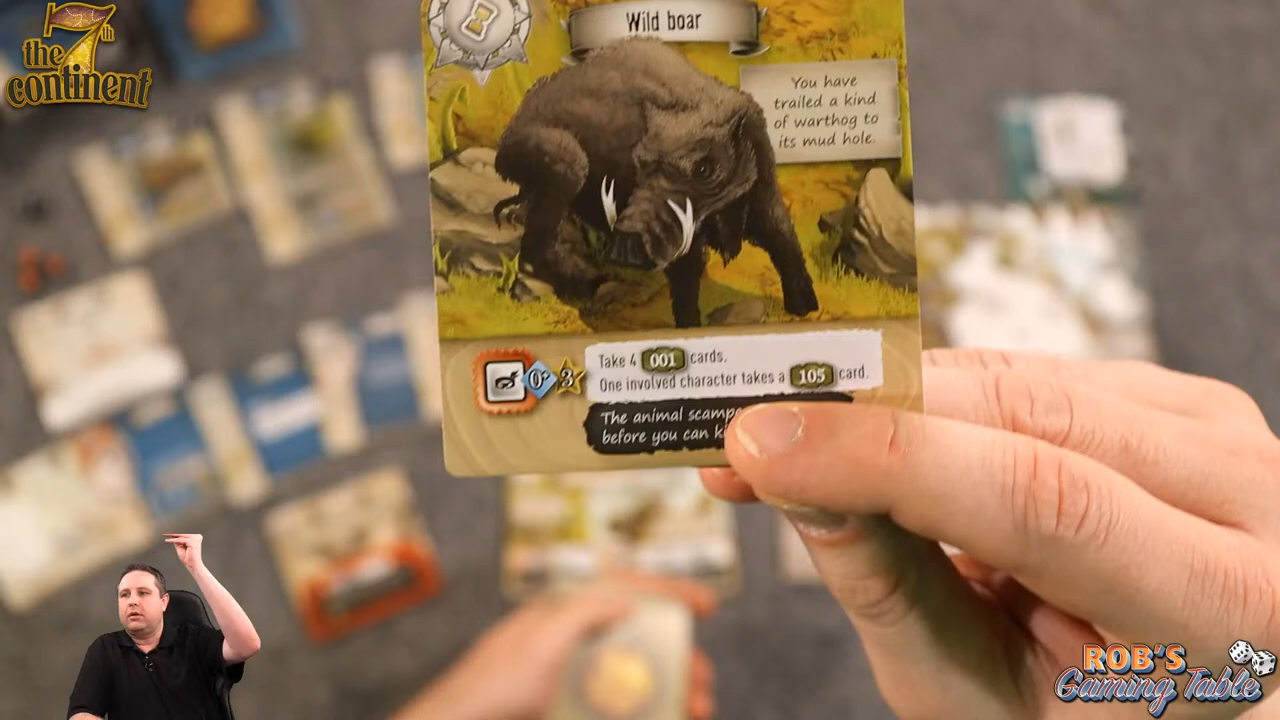 the 7th continent
Wild boar
You have
trailed a kind
of warthog to
its mud hole.
0+ 3
Take 4 001 cards.
One involved character takes a 105 card.
The animal scamp
before you can
ROB'S
Gaming Table